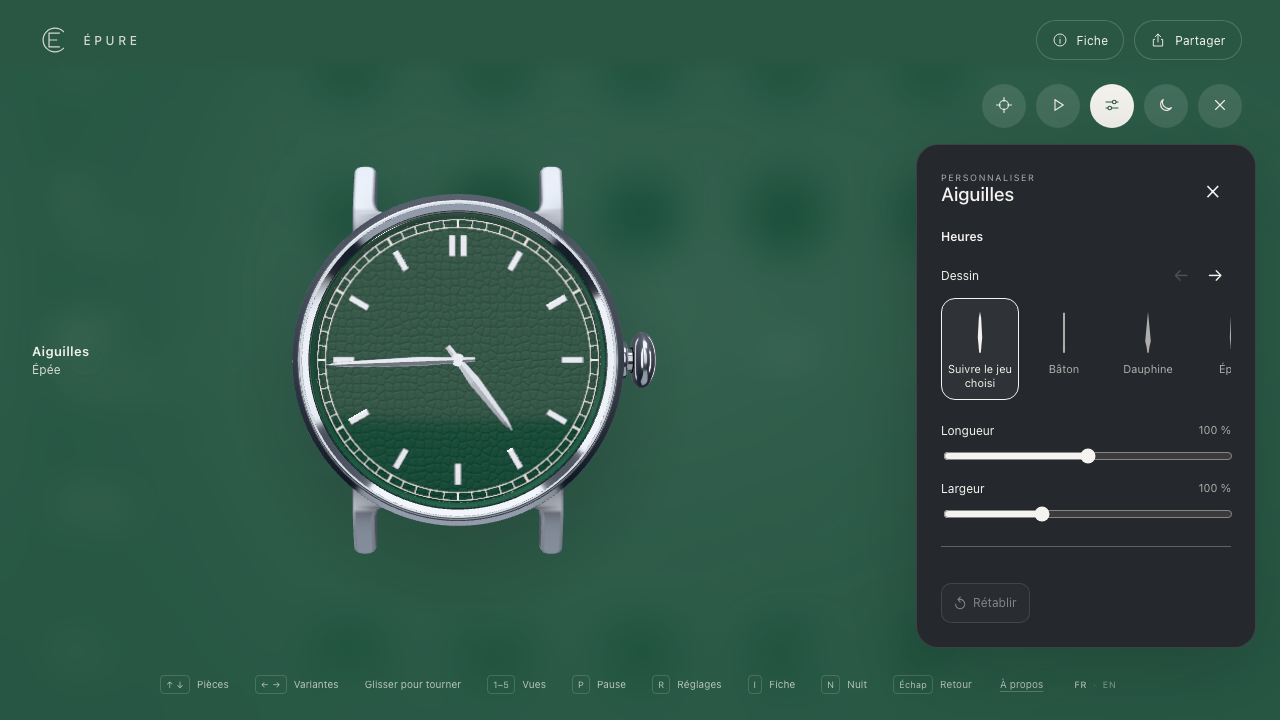 ÉPURE
Fiche
Partager
PERSONNALISER
Aiguilles
Heures
Dessin
Suivre le jeu
choisi
Bâton
Dauphine
Ép
Longueur
100 %
Largeur
100 %
Rétablir
Aiguilles
Épée
↑ ↓ Pièces
← → Variantes
Glisser pour tourner
1–5 Vues
P Pause
R Réglages
I Fiche
N Nuit
Échap Retour
À propos
FR · EN